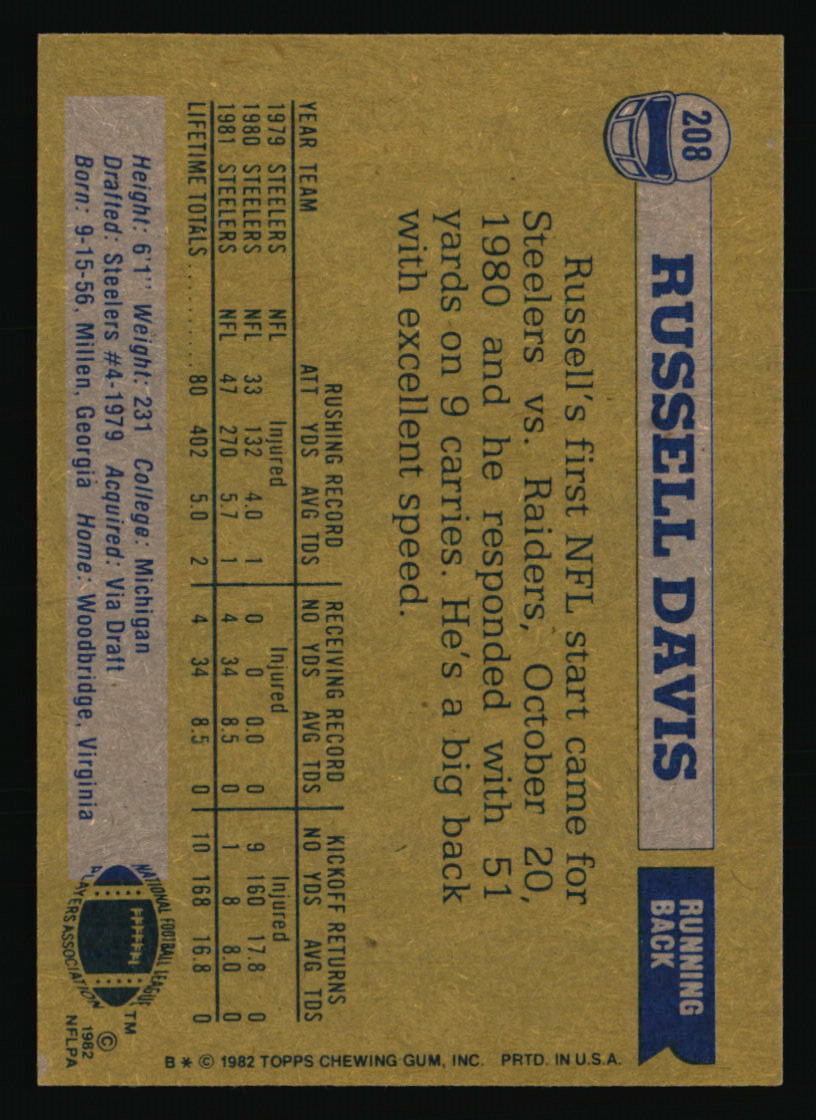 208
RUSSELL DAVIS
RUNNING
BACK
Russell's first NFL start came for
Steelers vs. Raiders, October 20,
1980 and he responded with 51
yards on 9 carries. He's a big back
with excellent speed.
RUSHING RECORD RECEIVING RECORD KICKOFF RETURNS
YEAR TEAM ATT YDS AVG TDS NO YDS AVG TDS NO YDS AVG TDS
1979 STEELERS NFL Injured Injured Injured
1980 STEELERS NFL 33 132 4.0 1 0 0 0.0 0 9 160 17.8 0
1981 STEELERS NFL 47 270 5.7 1 4 34 8.5 0 1 8 8.0 0
LIFETIME TOTALS .......... 80 402 5.0 2 4 34 8.5 0 10 168 16.8 0
Height: 6'1'' Weight: 231 College: Michigan
Drafted: Steelers #4-1979 Acquired: Via Draft
Born: 9-15-56, Millen, Georgia Home: Woodbridge, Virginia
NATIONAL FOOTBALL LEAGUE
PLAYERS ASSOCIATION
TM
©
1982
NFLPA
B * © 1982 TOPPS CHEWING GUM, INC. PRTD. IN U.S.A.